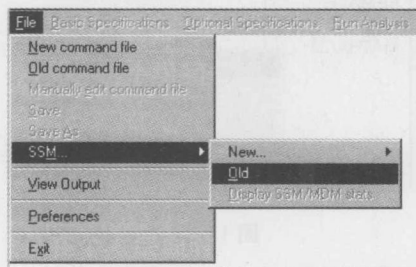 File Basic Specifications Optional Specifications Run Analysis
New command file
Old command file
Manually edit command file
Save
Save As
SSM...
New...
Old
Display SSM/MDM stats
View Output
Preferences
Exit